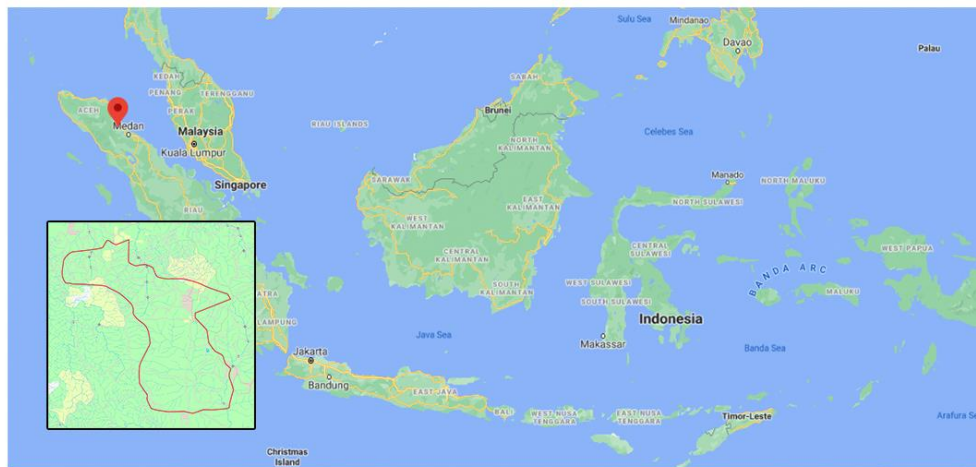 Sulu Sea
Mindanao
Davao
Palau
KEDAH
PENANG
TERENGGANU
PERAK
SABAH
ACEH
Medan
Malaysia
Kuala Lumpur
RIAU ISLANDS
Brunei
Celebes Sea
NORTH
KALIMANTAN
Manado
NORTH MALUKU
SARAWAK
Singapore
RIAU
WEST
KALIMANTAN
EAST
KALIMANTAN
NORTH SULAWESI
CENTRAL
KALIMANTAN
CENTRAL
SULAWESI
WEST PAPUA
SOUTH
KALIMANTAN
WEST SULAWESI
BANDA ARC
MALUKU
SOUTH SULAWESI
ATRA
LAMPUNG
Java Sea
Indonesia
Makassar
Banda Sea
Jakarta
Bandung
EAST JAVA
BALI
WEST NUSA
TENGGARA
EAST NUSA
TENGGARA
Timor-Leste
Arafura Se
Christmas
Island